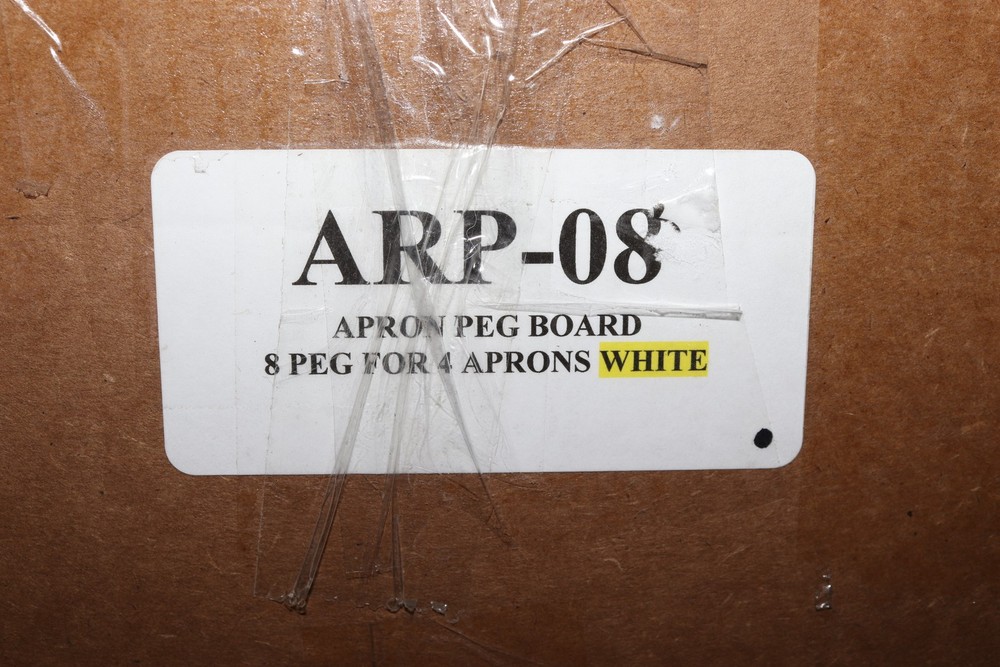 ARP-08
APRON PEG BOARD
8 PEG FOR 4 APRONS WHITE